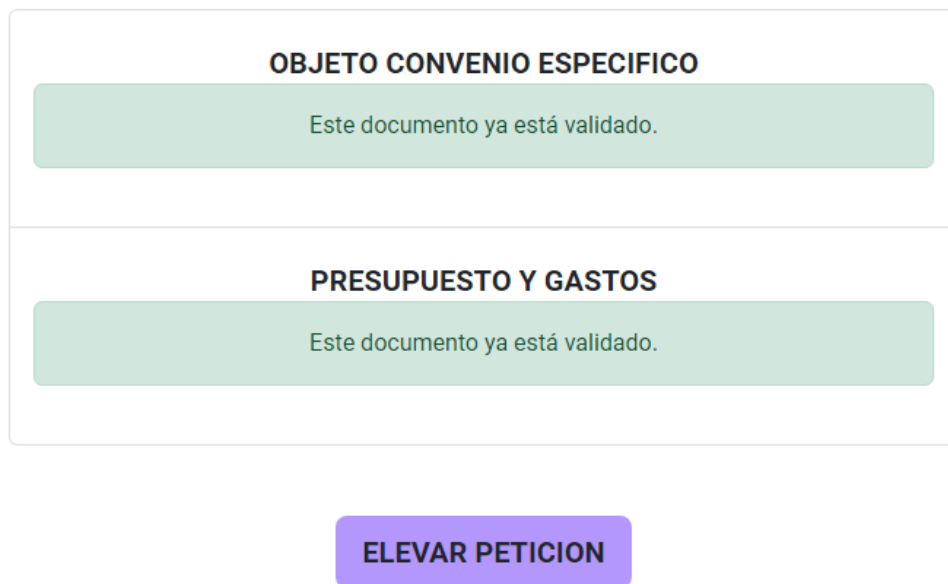 OBJETO CONVENIO ESPECIFICO
Este documento ya está validado.
PRESUPUESTO Y GASTOS
Este documento ya está validado.
ELEVAR PETICION